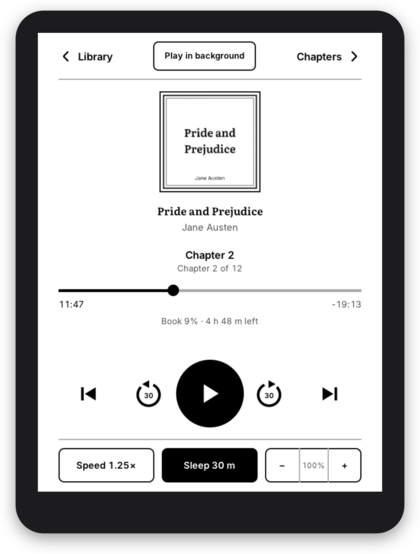 Library
Play in background
Chapters
Pride and
Prejudice
Jane Austen
Pride and Prejudice
Jane Austen
Chapter 2
Chapter 2 of 12
11:47
-19:13
Book 9% · 4 h 48 m left
30
30
Speed 1.25×
Sleep 30 m
−
100%
+